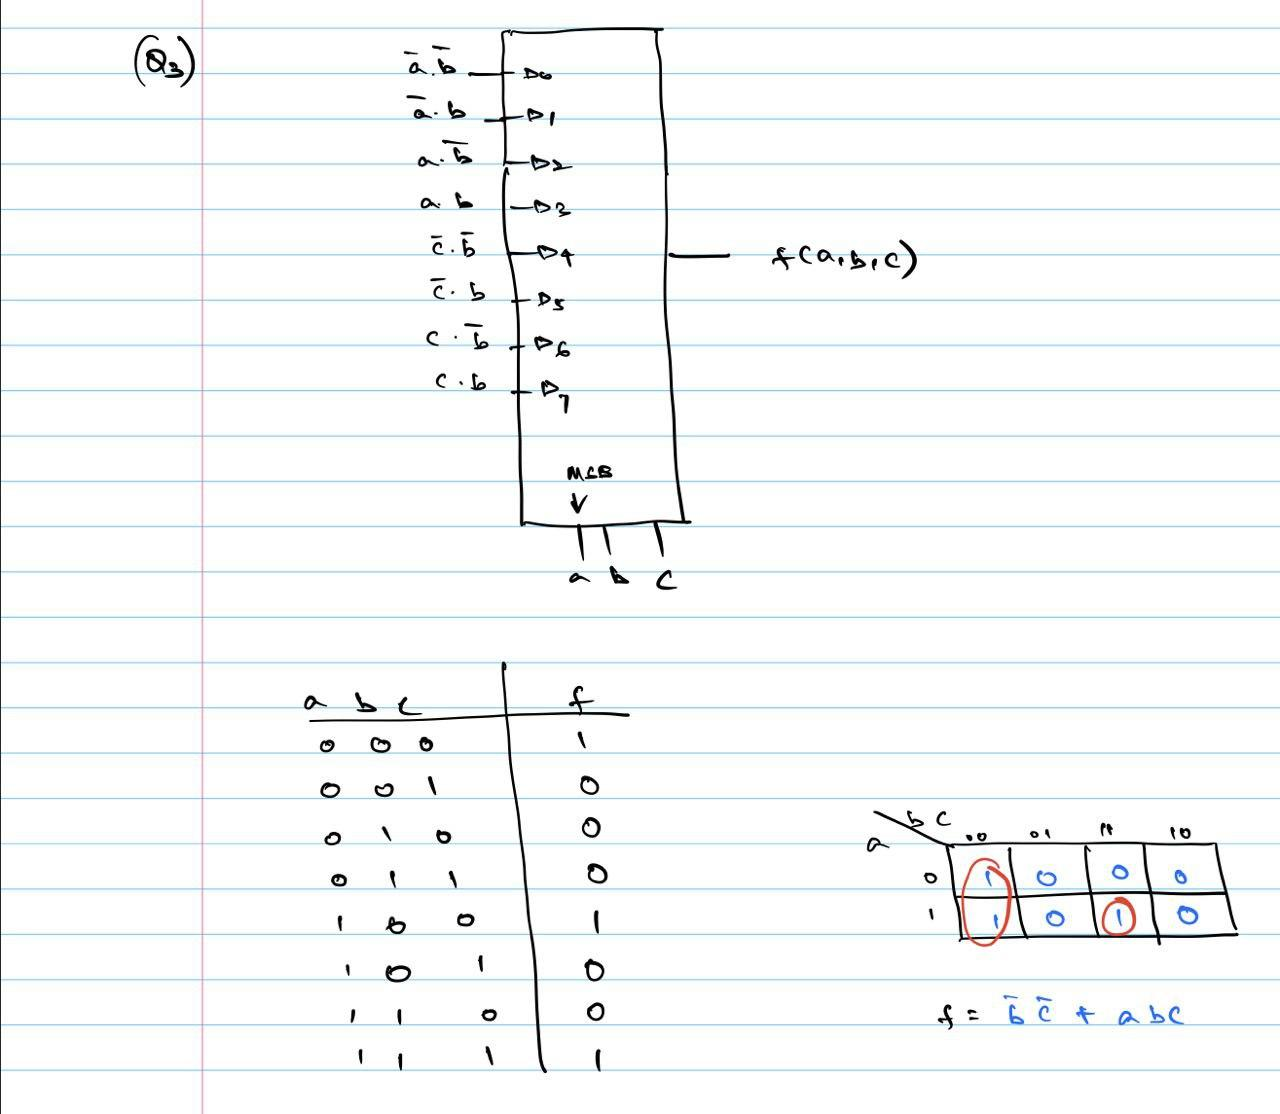 (Q3)
a̅.b̅ D0
a̅.b D1
a.b̅ D2
a.b D3
c̅.b̅ D4
c̅.b D5
c.b̅ D6
c.b D7
f(a,b,c)
MSB
a b c
a b c f
0 0 0 1
0 0 1 0
0 1 0 0
0 1 1 0
1 0 0 1
1 0 1 0
1 1 0 0
1 1 1 1
bc
a 00 01 11 10
0 1 0 0 0
1 1 0 1 0
f = b̅ c̅ + abc